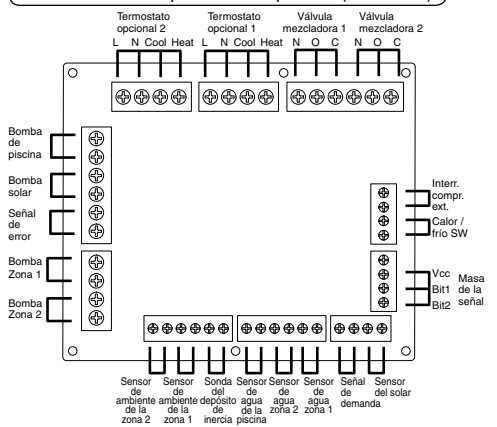 Termostato opcional 2
Termostato opcional 1
Válvula mezcladora 1
Válvula mezcladora 2
L N Cool Heat
L N Cool Heat
N O C
N O C
Bomba
de
piscina
Bomba
solar
Señal
de
error
Bomba
Zona 1
Bomba
Zona 2
Interr.
compr.
ext.
Calor /
frío SW
Vcc
Bit1
Bit2
Masa
de la
señal
Sensor
de
ambiente
de la
zona 2
Sensor
de
ambiente
de la
zona 1
Sonda
del
depósito
de
inercia
Sensor
de
agua
de la
piscina
Sensor
de
agua
zona 2
Sensor
de
agua
zona 1
Señal
de
demanda
Sensor
del solar